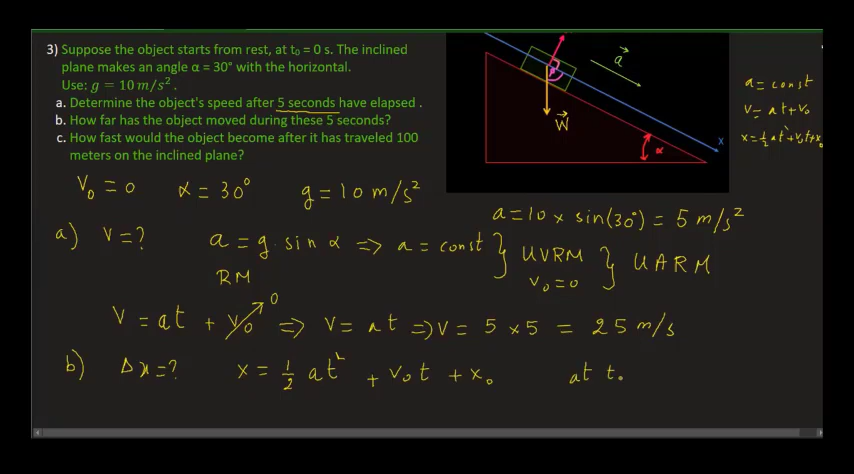 3) Suppose the object starts from rest, at t₀ = 0 s. The inclined
plane makes an angle α = 30° with the horizontal.
Use: g = 10 m/s².
a. Determine the object's speed after 5 seconds have elapsed .
b. How far has the object moved during these 5 seconds?
c. How fast would the object become after it has traveled 100
meters on the inclined plane?
a⃗
W⃗
x
α
a = const
v = at + v₀
x = ½ at² + v₀t + x₀
v₀ = 0 α = 30° g = 10 m/s²
a = 10 x sin(30°) = 5 m/s²
a) v = ? a = g. sin α => a = const } UVRM } UARM
RM v₀ = 0
v = at + v₀ 0 => v = at => v = 5 x 5 = 25 m/s
b) Δx = ? x = ½ at² + v₀t + x₀ at t₀